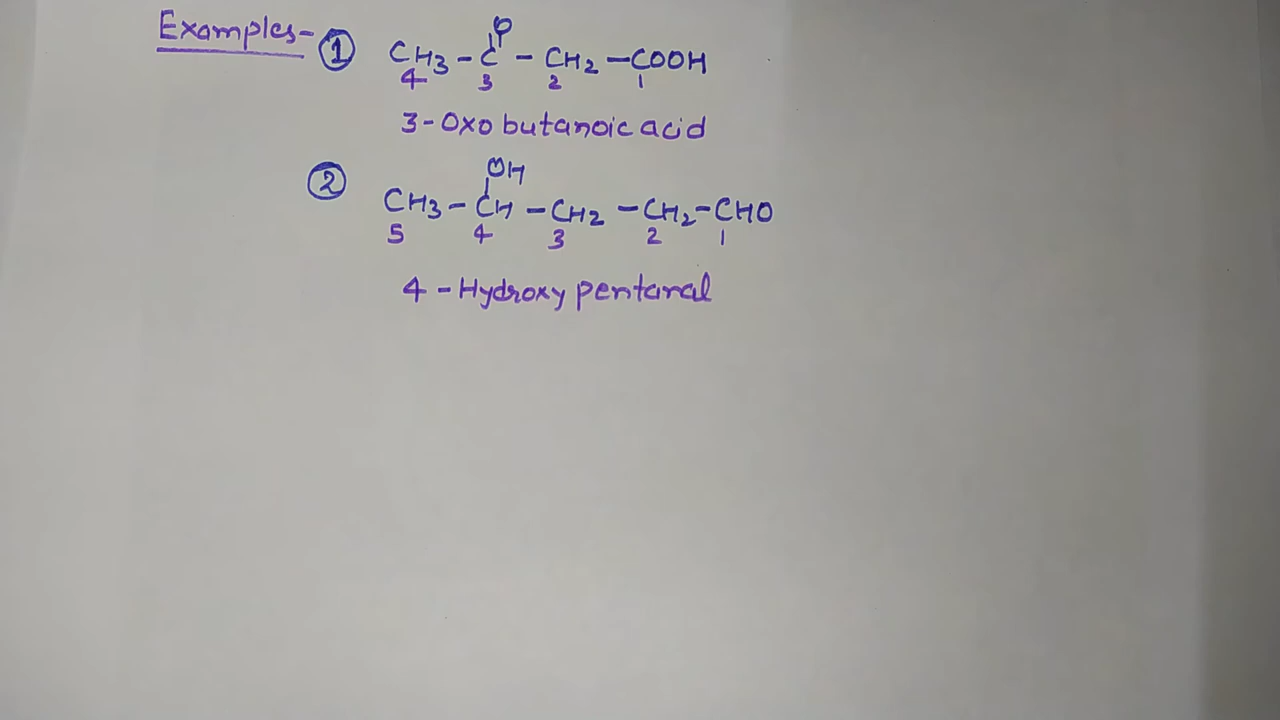 Examples- ① O
CH3 - C - CH2 - COOH
4 3 2 1
3-Oxo butanoic acid
② OH
CH3 - CH - CH2 - CH2 - CHO
5 4 3 2 1
4 - Hydroxy pentanal